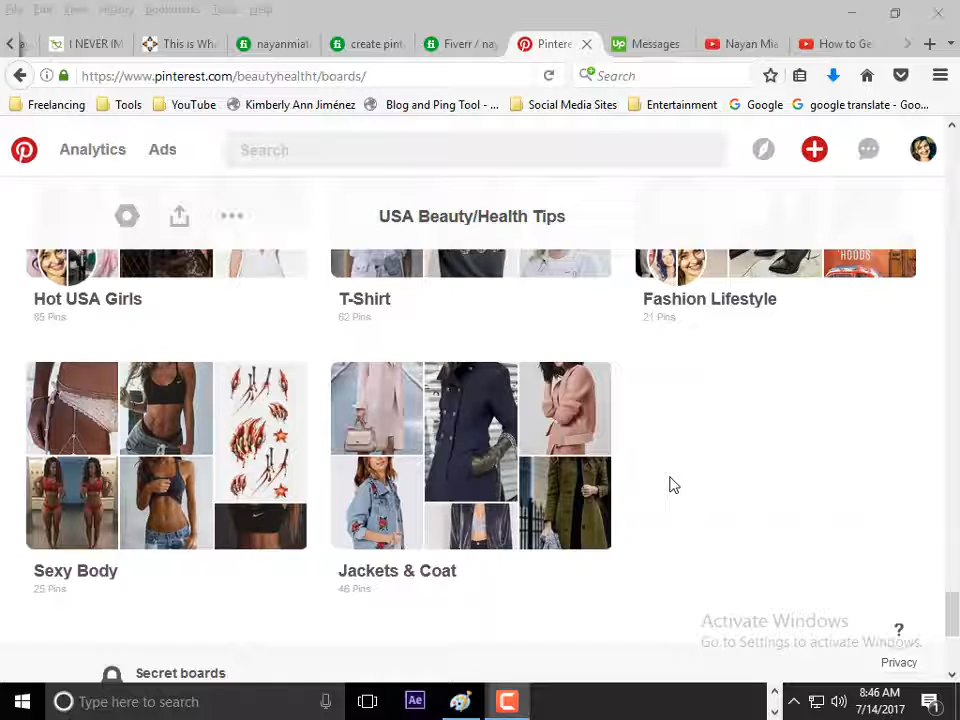 File Edit View History Bookmarks Tools Help
I NEVER IM
This is Wha
nayanmiat
create pint
Fiverr / nay
Pintere
Messages
Nayan Mia
How to Ge
https://www.pinterest.com/beautyhealtht/boards/
Search
Freelancing
Tools
YouTube
Kimberly Ann Jiménez
Blog and Ping Tool - ...
Social Media Sites
Entertainment
Google
google translate - Goo...
Analytics
Ads
Search
USA Beauty/Health Tips
HOODS
Hot USA Girls
T-Shirt
Fashion Lifestyle
85 Pins
62 Pins
21 Pins
Sexy Body
Jackets & Coat
25 Pins
46 Pins
Activate Windows
Go to Settings to activate Windows.
?
Privacy
Secret boards
Type here to search
Ae
8:46 AM
7/14/2017
1